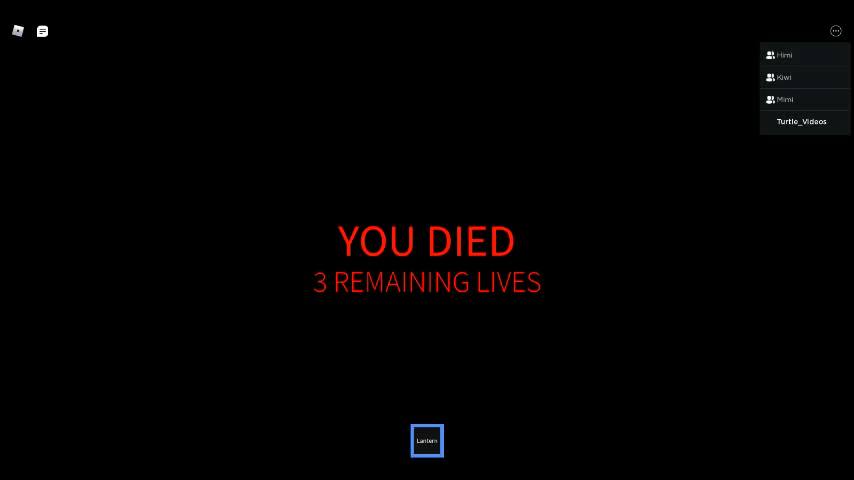 Himi
Kiwi
Mimi
Turtle_Videos
YOU DIED
3 REMAINING LIVES
Lantern